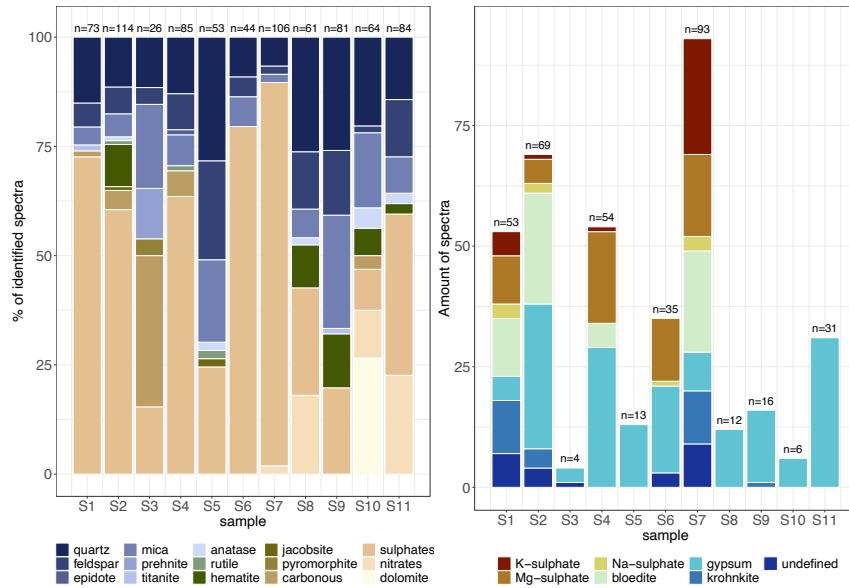 n=73 n=114 n=26 n=85 n=53 n=44 n=106 n=61 n=81 n=64 n=84
100
75
50
25
0
% of identified spectra
S1 S2 S3 S4 S5 S6 S7 S8 S9 S10 S11
sample
quartz mica anatase jacobsite sulphates
feldspar prehnite rutile pyromorphite nitrates
epidote titanite hematite carbonous dolomite
n=93
n=69
n=53
n=54
n=35
n=31
n=4
n=13
n=12
n=16
n=6
75
50
25
0
Amount of spectra
S1 S2 S3 S4 S5 S6 S7 S8 S9 S10 S11
sample
K-sulphate Na-sulphate gypsum undefined
Mg-sulphate bloedite krohnkite